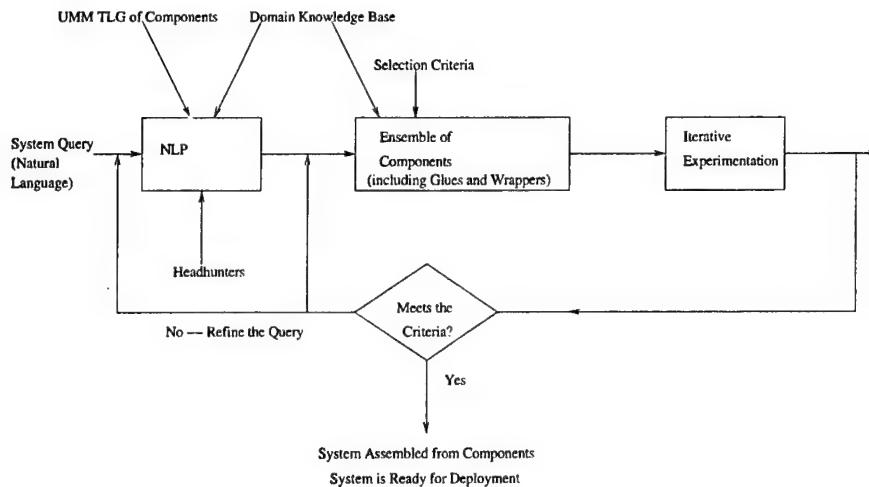 UMM TLG of Components
Domain Knowledge Base
Selection Criteria
System Query
(Natural
Language)
NLP
Ensemble of
Components
(including Glues and Wrappers)
Iterative
Experimentation
Headhunters
Meets the
Criteria?
No — Refine the Query
Yes
System Assembled from Components
System is Ready for Deployment